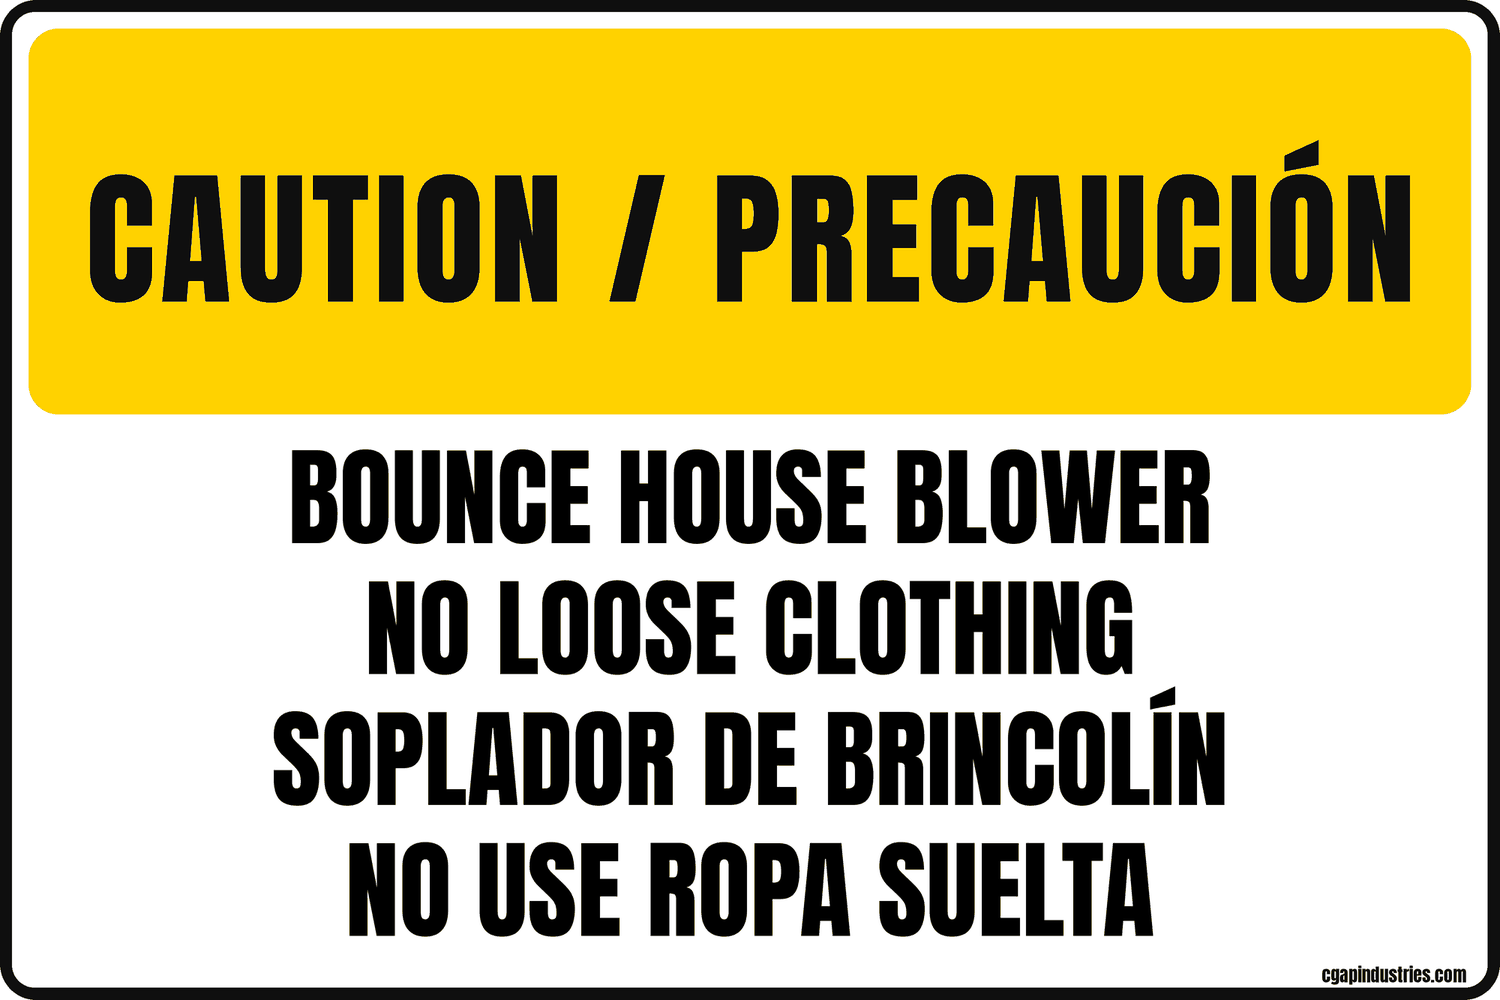 CAUTION / PRECAUCIÓN
BOUNCE HOUSE BLOWER
NO LOOSE CLOTHING
SOPLADOR DE BRINCOLÍN
NO USE ROPA SUELTA
cgapindustries.com